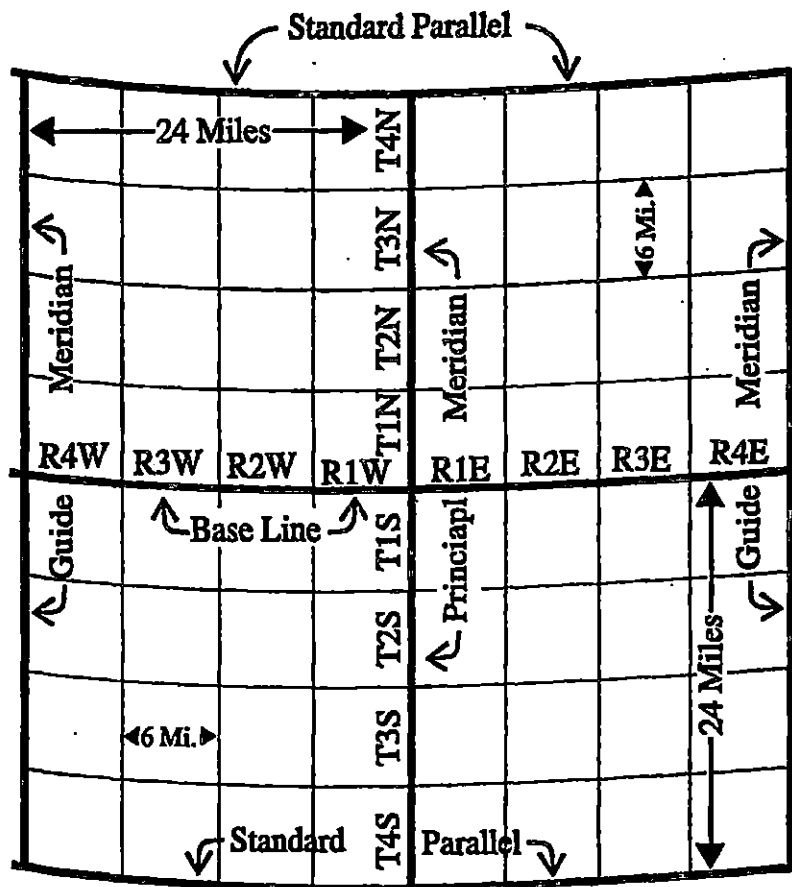 Standard Parallel
24 Miles
T4N
T3N
6 Mi.
Meridian
Meridian
Meridian
T2N
T1N
R4W R3W R2W R1W R1E R2E R3E R4E
Base Line
Guide
T1S
Princiapl
Guide
T2S
24 Miles
6 Mi.
T3S
Standard Parallel
T4S